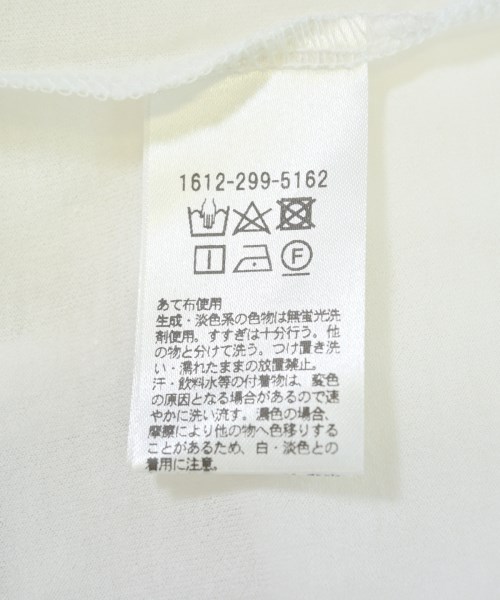 1612-299-5162
F
あて布使用
生成・淡色系の色物は無蛍光洗
剤使用。すすぎは十分行う。他
の物と分けて洗う。つけ置き洗
い・濡れたままの放置禁止。
汗・飲料水等の付着物は、変色
の原因となる場合があるので速
やかに洗い流す。濃色の場合、
摩擦により他の物へ色移りする
ことがあるため、白・淡色との
着用に注意。